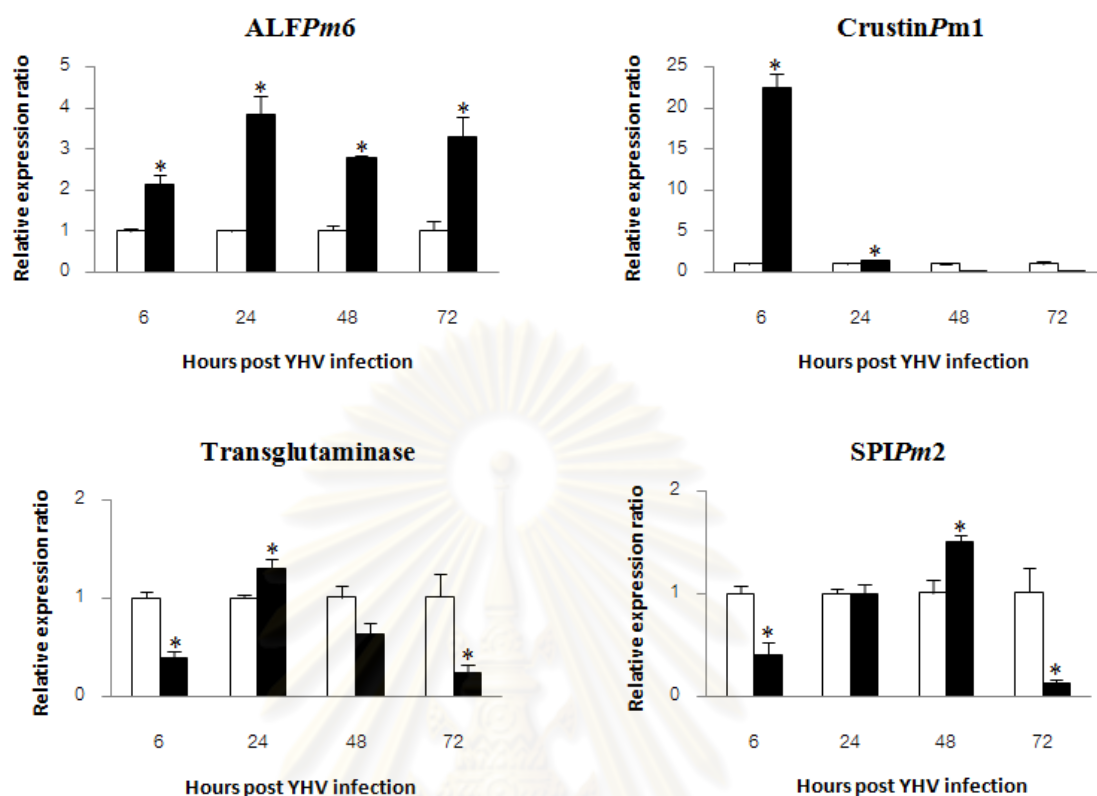 ALFPm6
Relative expression ratio
5
4
3
2
1
0
* * * *
6 24 48 72
Hours post YHV infection
CrustinPm1
Relative expression ratio
25
20
15
10
5
0
* *
6 24 48 72
Hours post YHV infection
Transglutaminase
Relative expression ratio
2
1
0
* * *
6 24 48 72
Hours post YHV infection
SPIPm2
Relative expression ratio
2
1
0
* * *
6 24 48 72
Hours post YHV infection